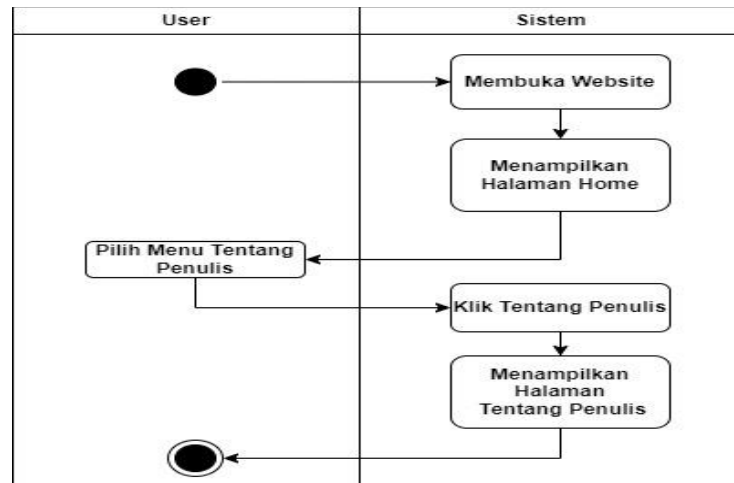 User
Sistem
Membuka Website
Menampilkan
Halaman Home
Pilih Menu Tentang
Penulis
Klik Tentang Penulis
Menampilkan
Halaman
Tentang Penulis